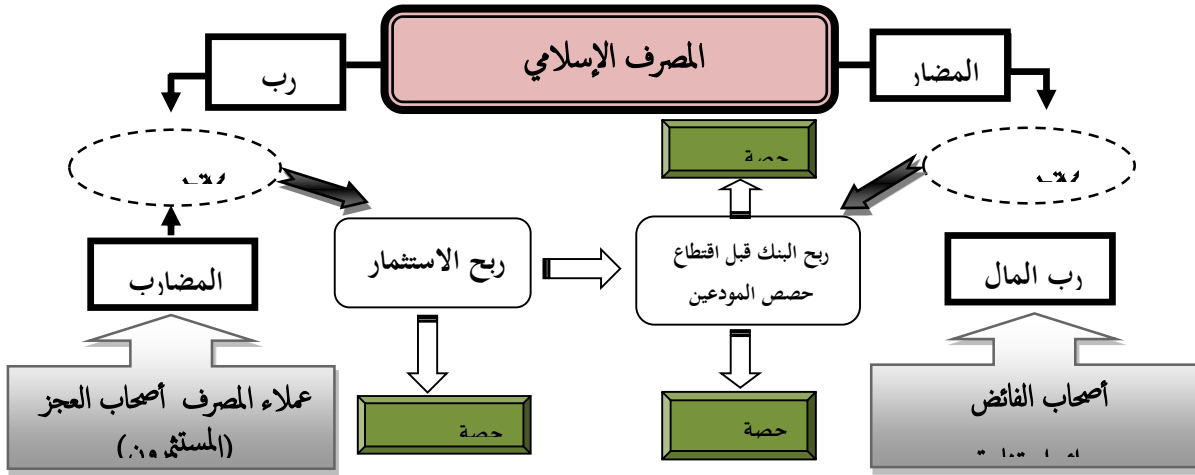 المصرف الإسلامي
المضار
رب
حصة
ربح الاستثمار
ربح البنك قبل اقتطاع
حصص المودعين
المضارب
رب المال
عملاء المصرف أصحاب العجز
(المستثمرون)
أصحاب الفائض
حصة
حصة